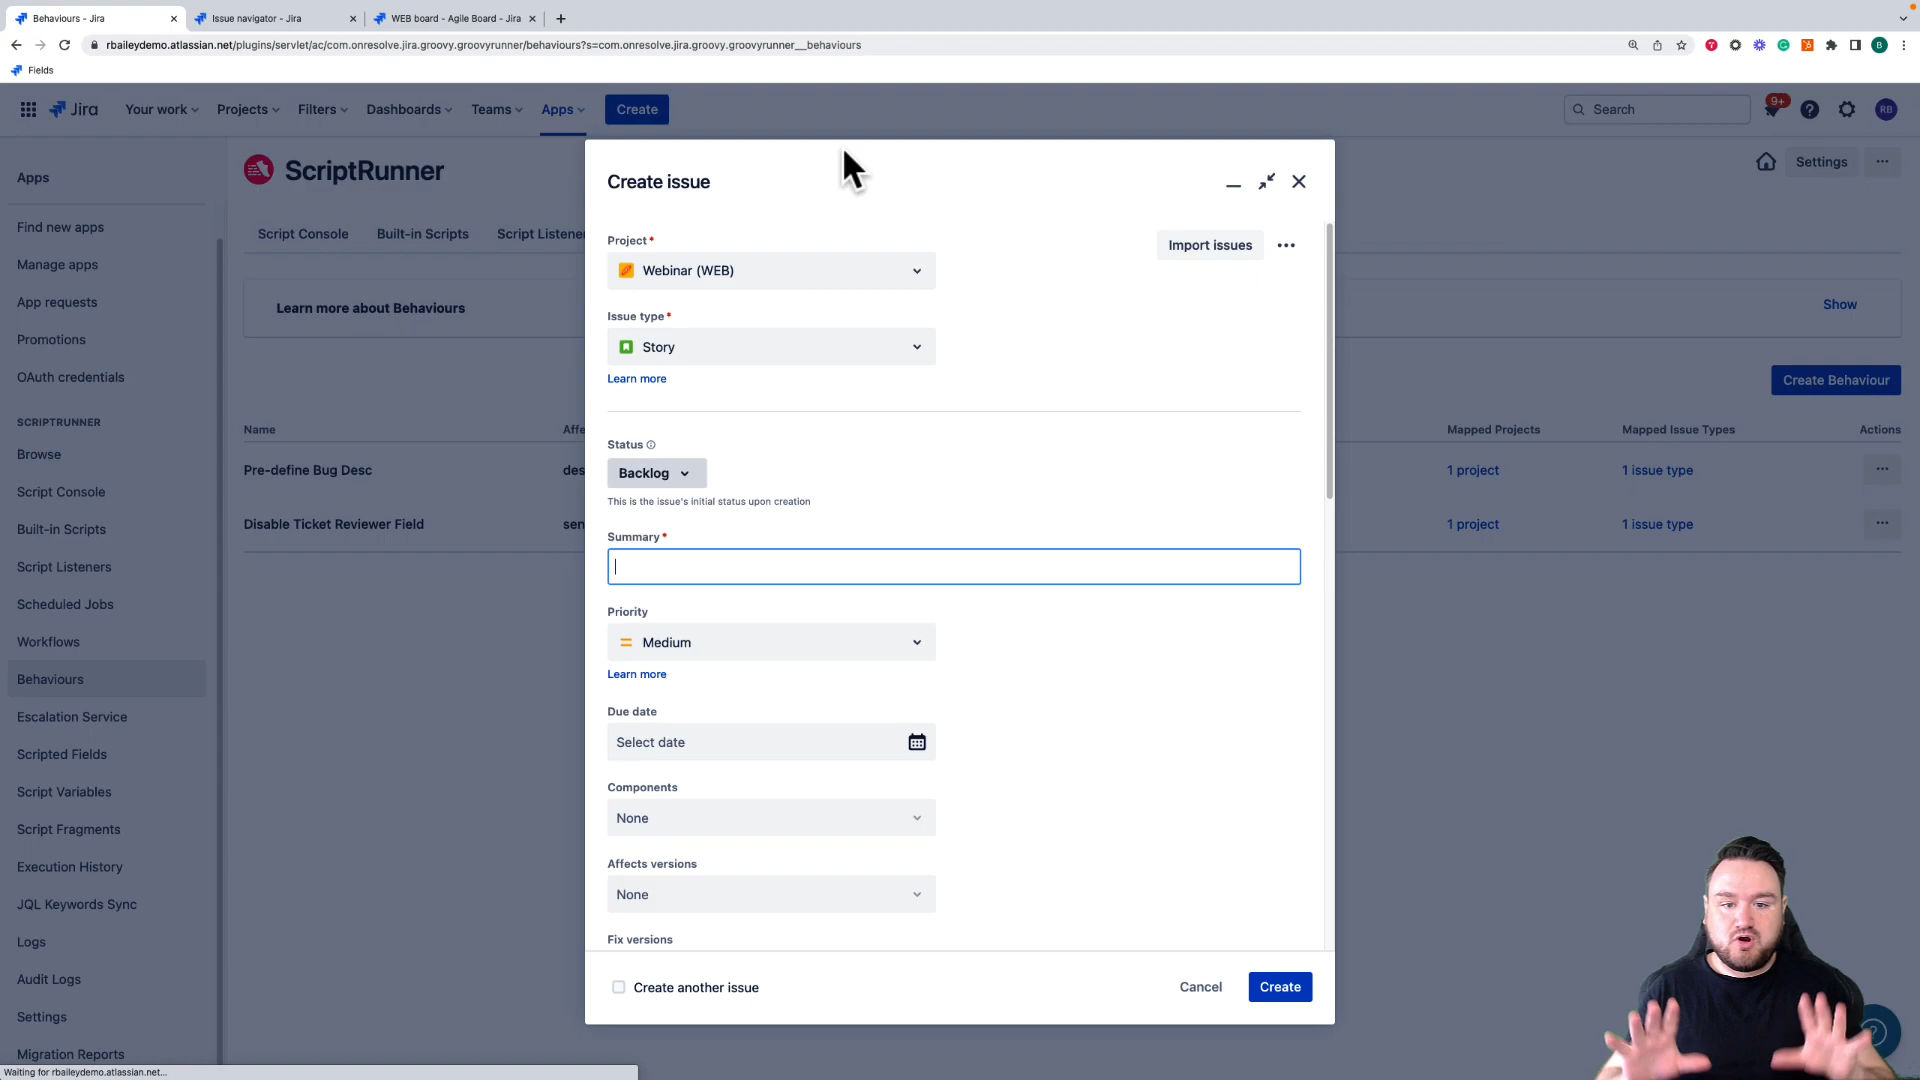 Behaviours - Jira
Issue navigator - Jira
WEB board - Agile Board - Jira
rbaileydemo.atlassian.net/plugins/servlet/ac/com.onresolve.jira.groovy.groovyrunner/behaviours?s=com.onresolve.jira.groovy.groovyrunner__behaviours
B
Fields
Jira
Your work
Projects
Filters
Dashboards
Teams
Apps
Create
Search
9+
RB
Apps
Find new apps
Manage apps
App requests
Promotions
OAuth credentials
SCRIPTRUNNER
Browse
Script Console
Built-in Scripts
Script Listeners
Scheduled Jobs
Workflows
Behaviours
Escalation Service
Scripted Fields
Script Variables
Script Fragments
Execution History
JQL Keywords Sync
Logs
Audit Logs
Settings
Migration Reports
Waiting for rbaileydemo.atlassian.net...
ScriptRunner
Settings
Script Console
Built-in Scripts
Script Listener
Learn more about Behaviours
Show
Create Behaviour
Name
Affe
Mapped Projects
Mapped Issue Types
Actions
Pre-define Bug Desc
des
1 project
1 issue type
Disable Ticket Reviewer Field
sen
1 project
1 issue type
Create issue
Project*
Import issues
Webinar (WEB)
Issue type*
Story
Learn more
Status
Backlog
This is the issue's initial status upon creation
Summary*
Priority
Medium
Learn more
Due date
Select date
Components
None
Affects versions
None
Fix versions
Create another issue
Cancel
Create